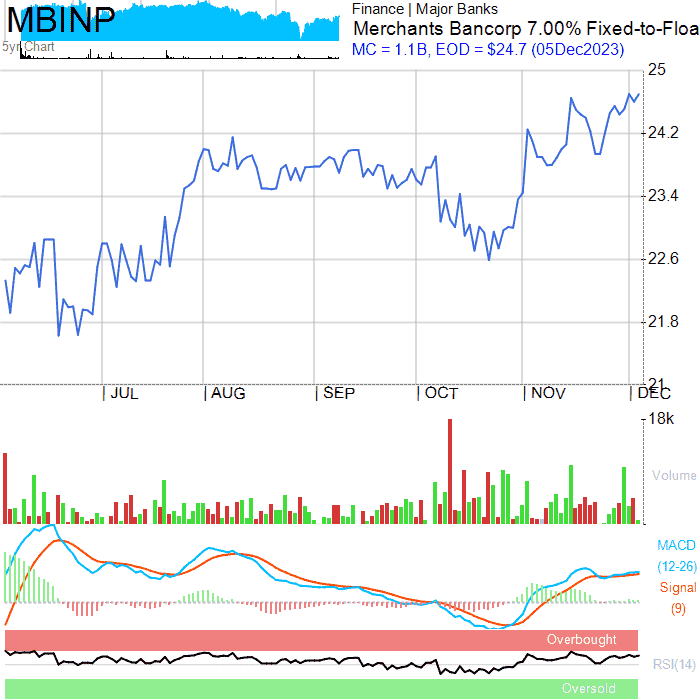 MBINP
5yr Chart
Finance | Major Banks
Merchants Bancorp 7.00% Fixed-to-Floa
MC = 1.1B, EOD = $24.7 (05Dec2023)
25
24.2
23.4
22.6
21.8
21
| JUL | AUG | SEP | OCT | NOV | DEC
18k
Volume
MACD
(12-26)
Signal
(9)
Overbought
RSI(14)
Oversold